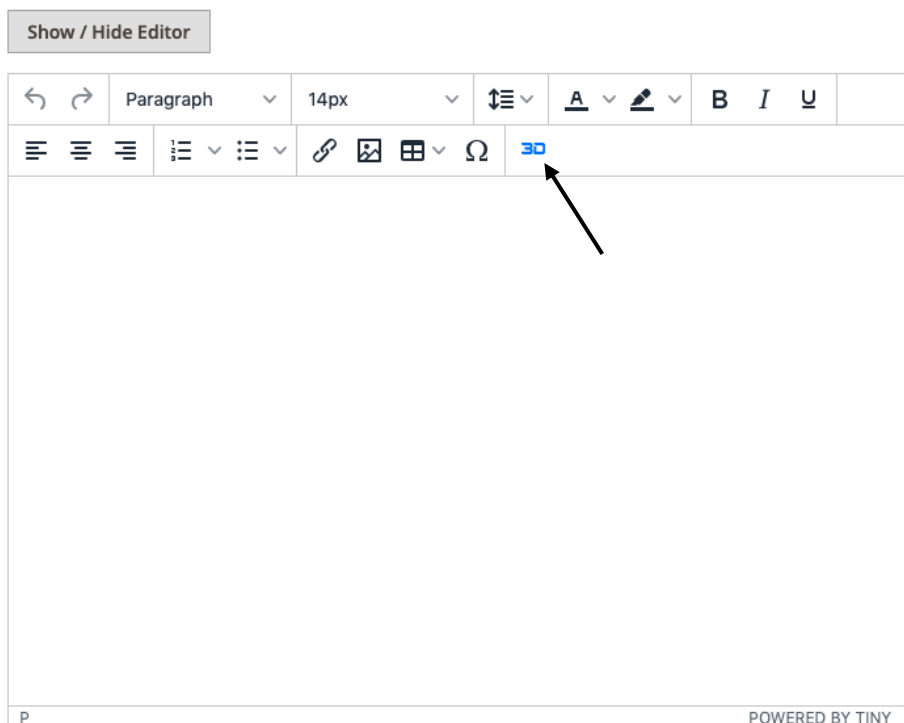 Show / Hide Editor
Paragraph 14px A B I U
Ω 3D
P POWERED BY TINY